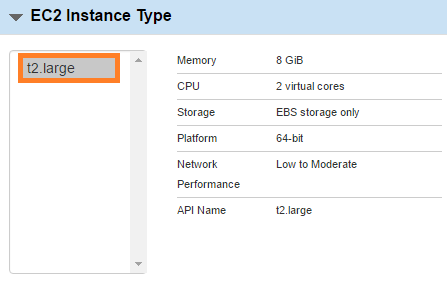 EC2 Instance Type
t2.large
Memory 8 GiB
CPU 2 virtual cores
Storage EBS storage only
Platform 64-bit
Network Low to Moderate
Performance
API Name t2.large